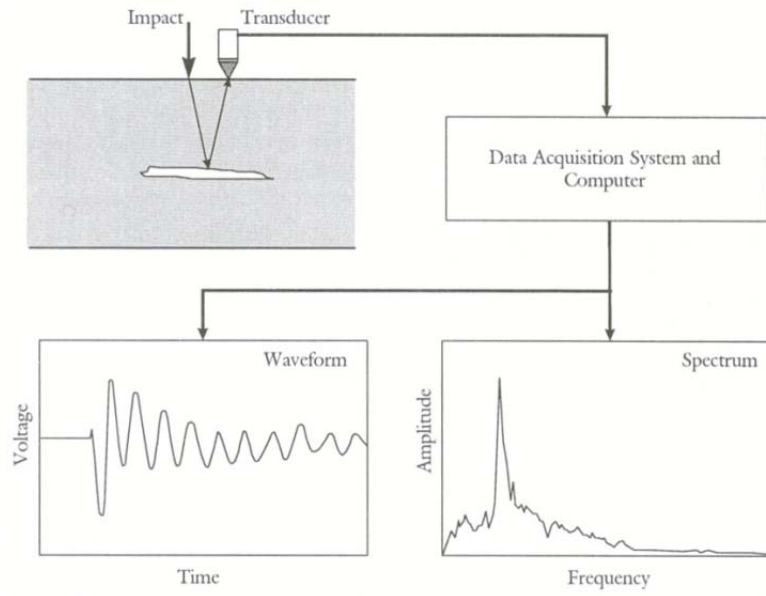 Impact
Transducer
Data Acquisition System and
Computer
Waveform
Voltage
Time
Spectrum
Amplitude
Frequency